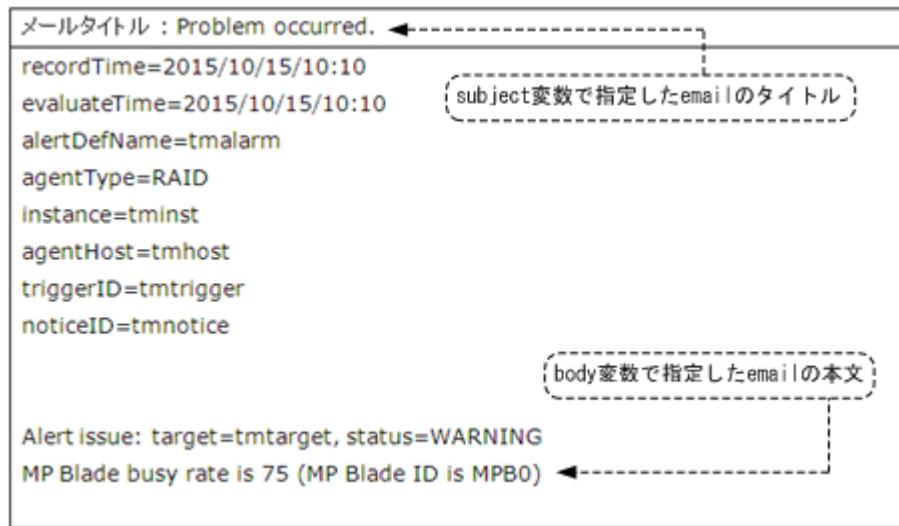 メールタイトル : Problem occurred.
recordTime=2015/10/15/10:10
subject変数で指定したemailのタイトル
evaluateTime=2015/10/15/10:10
alertDefName=tmalarm
agentType=RAID
instance=tminst
agentHost=tmhost
triggerID=tmtrigger
noticeID=tmnotice
body変数で指定したemailの本文
Alert issue: target=tmtarget, status=WARNING
MP Blade busy rate is 75 (MP Blade ID is MPB0)